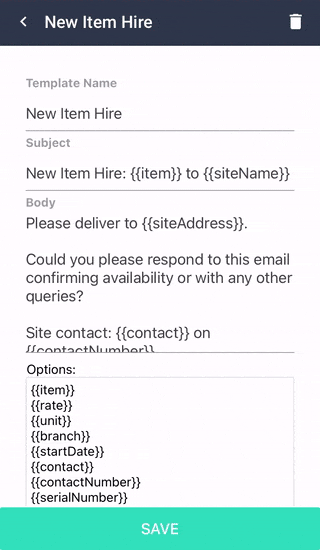 New Item Hire
Template Name
New Item Hire
Subject
New Item Hire: {{item}} to {{siteName}}
Body
Please deliver to {{siteAddress}}.
Could you please respond to this email
confirming availability or with any other
queries?
Site contact: {{contact}} on
{{contactNumber}}
Options:
{{item}}
{{rate}}
{{unit}}
{{branch}}
{{startDate}}
{{contact}}
{{contactNumber}}
{{serialNumber}}
SAVE